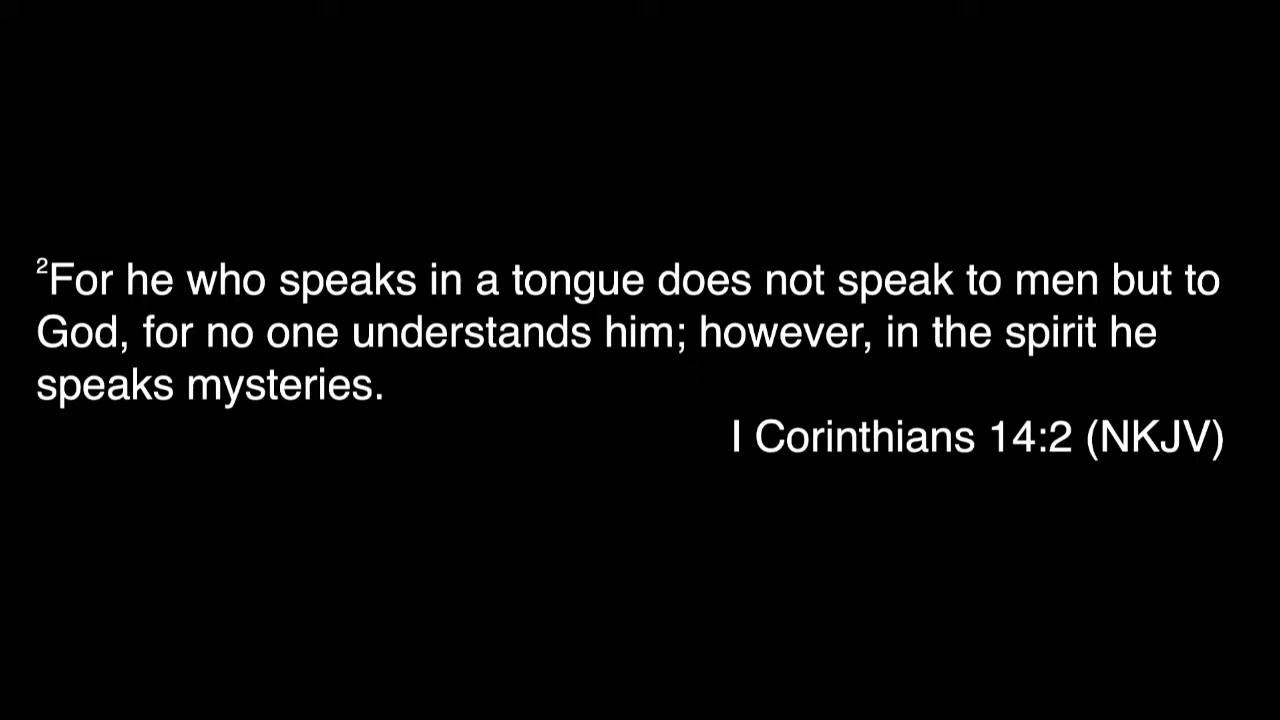 ²For he who speaks in a tongue does not speak to men but to
God, for no one understands him; however, in the spirit he
speaks mysteries.
I Corinthians 14:2 (NKJV)